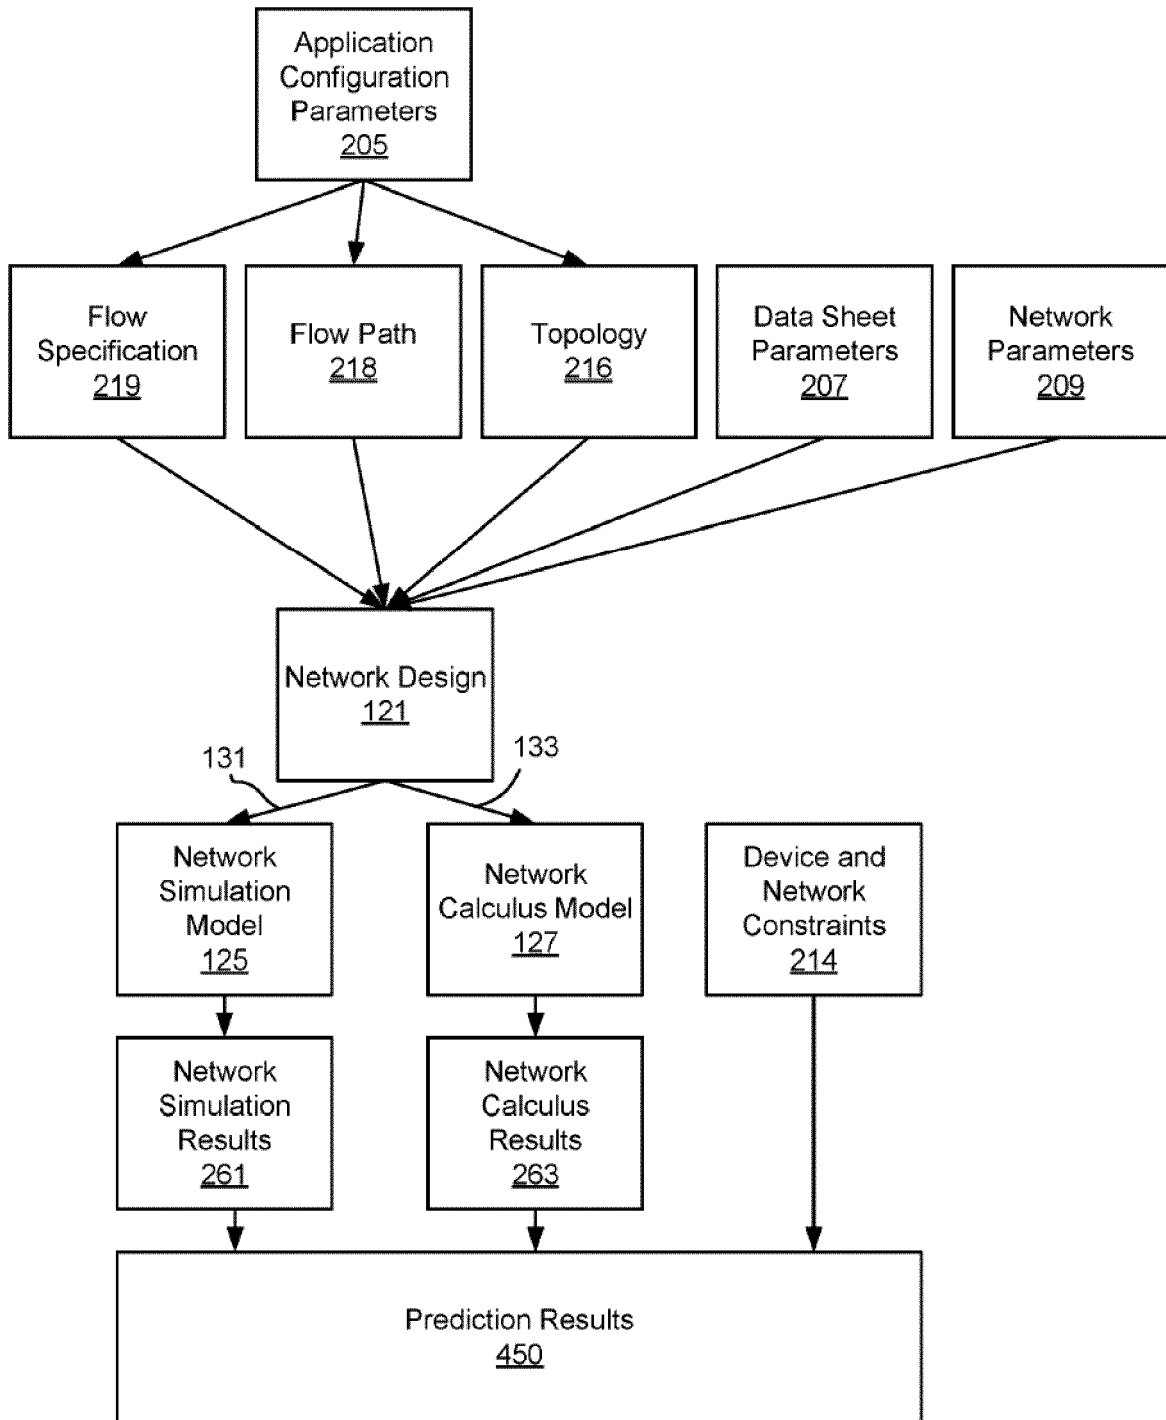 Application
Configuration
Parameters
205
Flow
Specification
219
Flow Path
218
Topology
216
Data Sheet
Parameters
207
Network
Parameters
209
Network Design
121
131
133
Network
Simulation
Model
125
Network
Calculus Model
127
Device and
Network
Constraints
214
Network
Simulation
Results
261
Network
Calculus
Results
263
Prediction Results
450